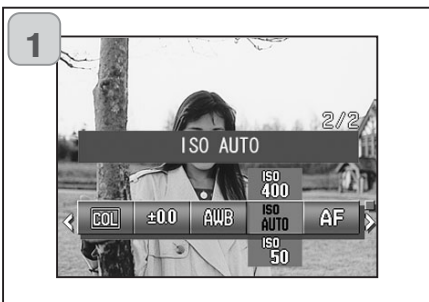 1
2/2
ISO AUTO
ISO
400
COL ±0.0 AWB ISO AUTO AF
ISO
50